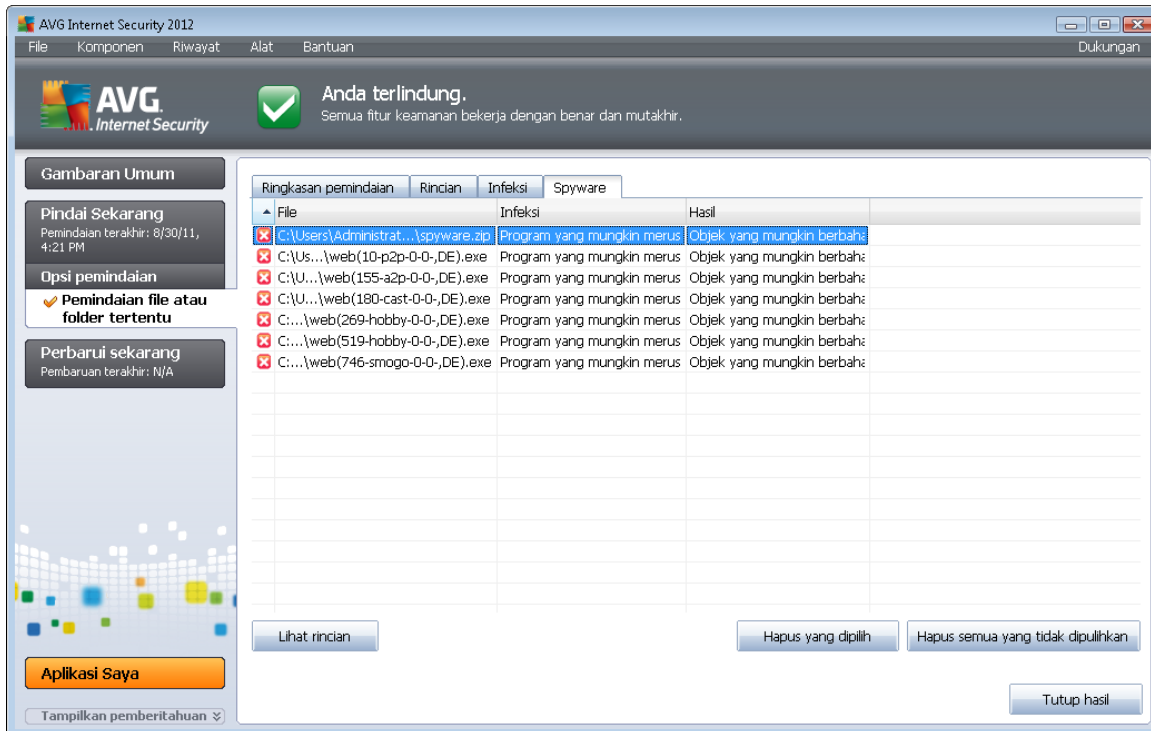 AVG Internet Security 2012
File Komponen Riwayat Alat Bantuan Dukungan
AVG.
Internet Security
Anda terlindung.
Semua fitur keamanan bekerja dengan benar dan mutakhir.
Gambaran Umum
Pindai Sekarang
Pemindaian terakhir: 8/30/11,
4:21 PM
Opsi pemindaian
Pemindaian file atau
folder tertentu
Perbarui sekarang
Pembaruan terakhir: N/A
Aplikasi Saya
Tampilkan pemberitahuan
Ringkasan pemindaian Rincian Infeksi Spyware
File Infeksi Hasil
C:\Users\Administrat...\spyware.zip Program yang mungkin merus Objek yang mungkin berbaha
C:\Us...\web(10-p2p-0-0-,DE).exe Program yang mungkin merus Objek yang mungkin berbaha
C:\U...\web(155-a2p-0-0-,DE).exe Program yang mungkin merus Objek yang mungkin berbaha
C:\U...\web(180-cast-0-0-,DE).exe Program yang mungkin merus Objek yang mungkin berbaha
C:...\web(269-hobby-0-0-,DE).exe Program yang mungkin merus Objek yang mungkin berbaha
C:...\web(519-hobby-0-0-,DE).exe Program yang mungkin merus Objek yang mungkin berbaha
C:...\web(746-smogo-0-0-,DE).exe Program yang mungkin merus Objek yang mungkin berbaha
Lihat rincian Hapus yang dipilih Hapus semua yang tidak dipulihkan
Tutup hasil